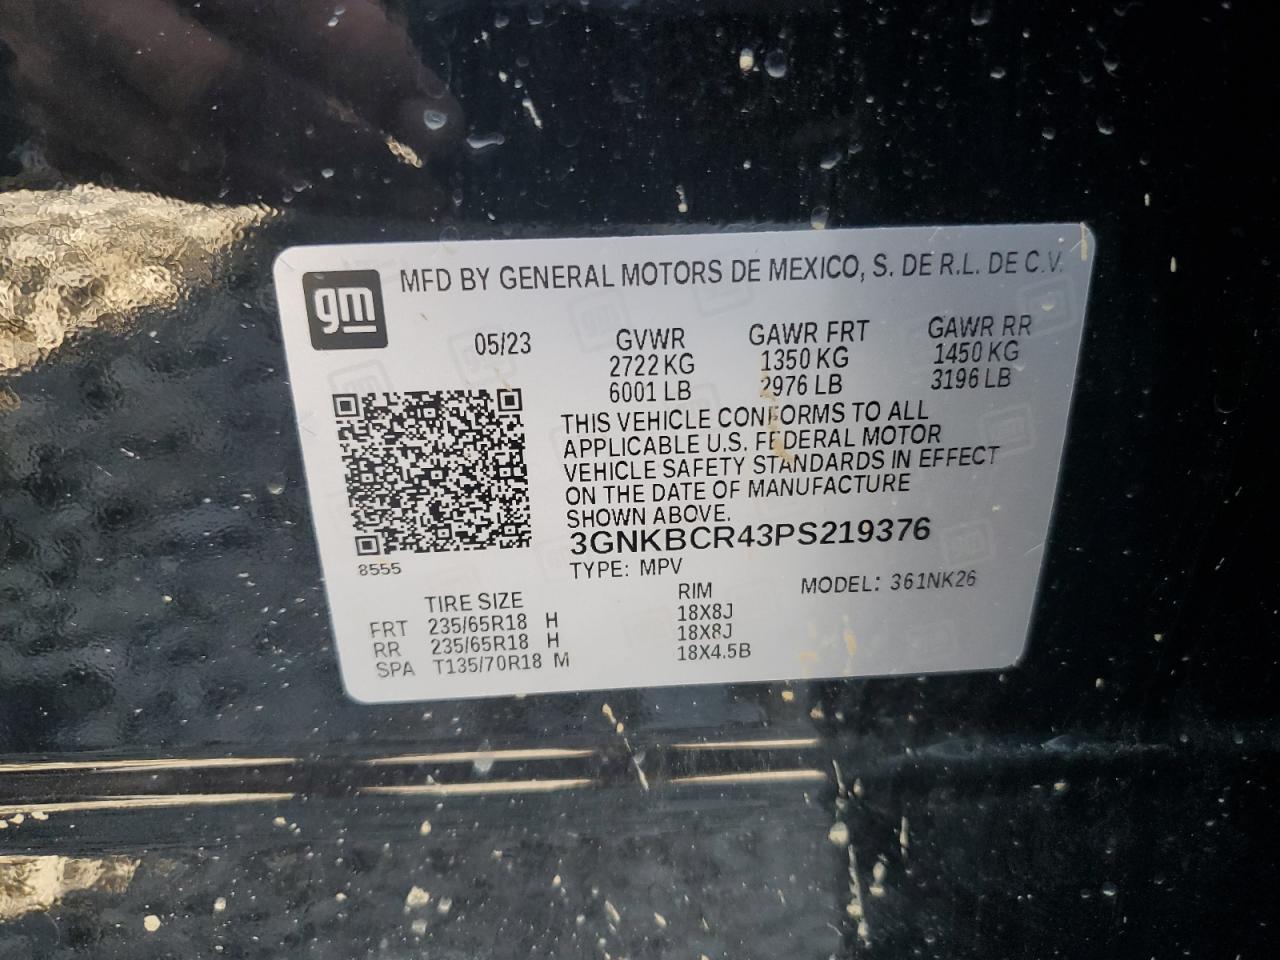 gm
MFD BY GENERAL MOTORS DE MEXICO, S. DE R.L. DE C.V.
05/23 GVWR GAWR FRT GAWR RR
2722 KG 1350 KG 1450 KG
6001 LB 2976 LB 3196 LB
THIS VEHICLE CONFORMS TO ALL
APPLICABLE U.S. FEDERAL MOTOR
VEHICLE SAFETY STANDARDS IN EFFECT
ON THE DATE OF MANUFACTURE
SHOWN ABOVE.
3GNKBCR43PS219376
8555
TYPE: MPV
MODEL: 361NK26
TIRE SIZE RIM
FRT 235/65R18 H 18X8J
RR 235/65R18 H 18X8J
SPA T135/70R18 M 18X4.5B